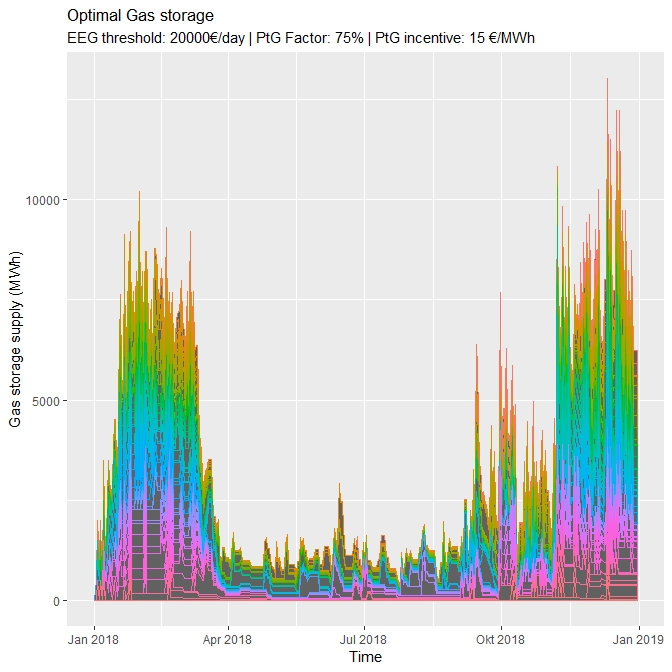 Optimal Gas storage
EEG threshold: 20000€/day | PtG Factor: 75% | PtG incentive: 15 €/MWh
Gas storage supply (MWh)
10000
5000
0
Jan 2018
Apr 2018
Jul 2018
Okt 2018
Jan 2019
Time